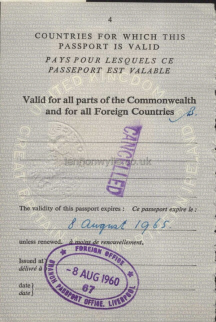 4
COUNTRIES FOR WHICH THIS
PASSPORT IS VALID
PAYS POUR LESQUELS CE
PASSEPORT EST VALABLE
Valid for all parts of the Commonwealth
and for all Foreign Countries
CANCELLED
The validity of this passport expires: Ce passeport expire le:
8 August 1965.
unless renewed. à moins de renouvellement.
Issued at
délivré à
date
date
FOREIGN OFFICE
-8 AUG 1960
67
BRANCH PASSPORT OFFICE, LIVERPOOL